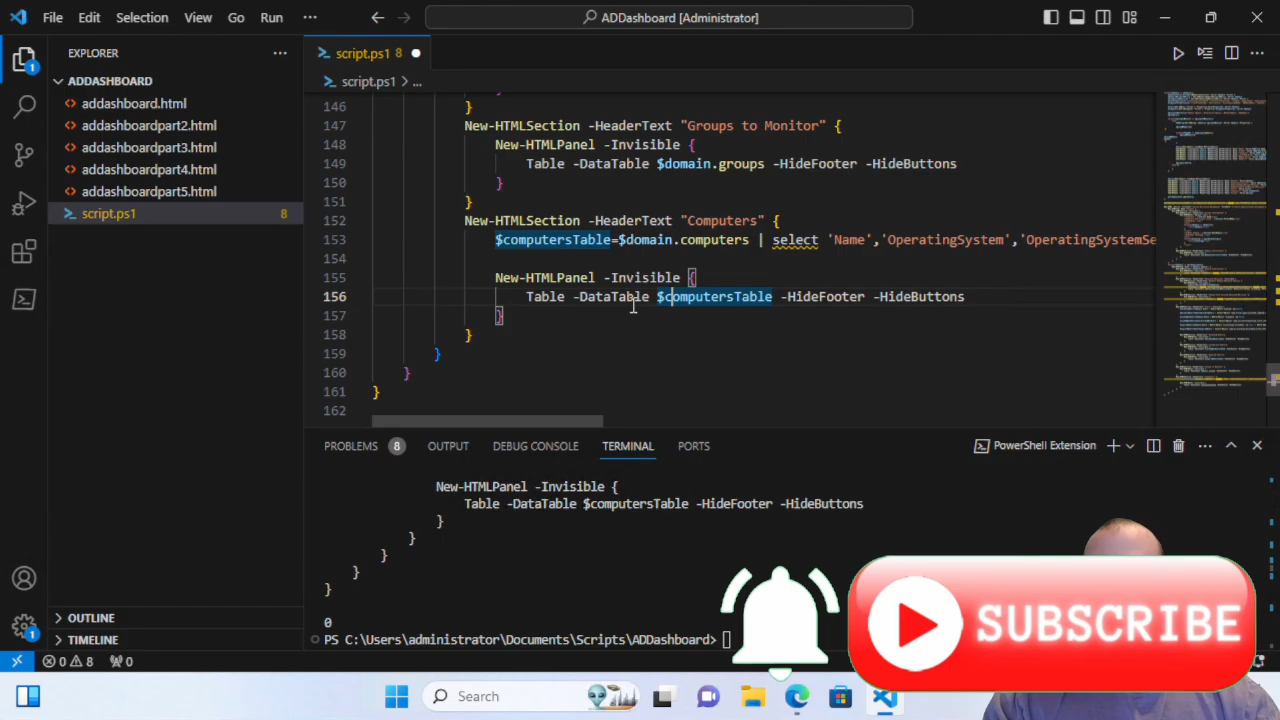 File Edit Selection View Go Run ADDashboard [Administrator]
EXPLORER
script.ps1 8
ADDASHBOARD
script.ps1 > ...
addashboard.html
addashboardpart2.html
addashboardpart3.html
addashboardpart4.html
addashboardpart5.html
script.ps1 8
146 }
147 New-HTMLSection -HeaderText "Groups to Monitor" {
148 New-HTMLPanel -Invisible {
149 Table -DataTable $domain.groups -HideFooter -HideButtons
150 }
151 }
152 New-HTMLSection -HeaderText "Computers" {
153 $computersTable=$domain.computers | select 'Name','OperatingSystem','OperatingSystemSe
154
155 New-HTMLPanel -Invisible {
156 Table -DataTable $computersTable -HideFooter -HideButtons
157 }
158 }
159 }
160 }
161 }
162
PROBLEMS 8 OUTPUT DEBUG CONSOLE TERMINAL PORTS PowerShell Extension
New-HTMLPanel -Invisible {
Table -DataTable $computersTable -HideFooter -HideButtons
}
}
}
}
}
0
PS C:\Users\administrator\Documents\Scripts\ADDashboard>
OUTLINE
TIMELINE
1
1
0 8 0
SUBSCRIBE
Search